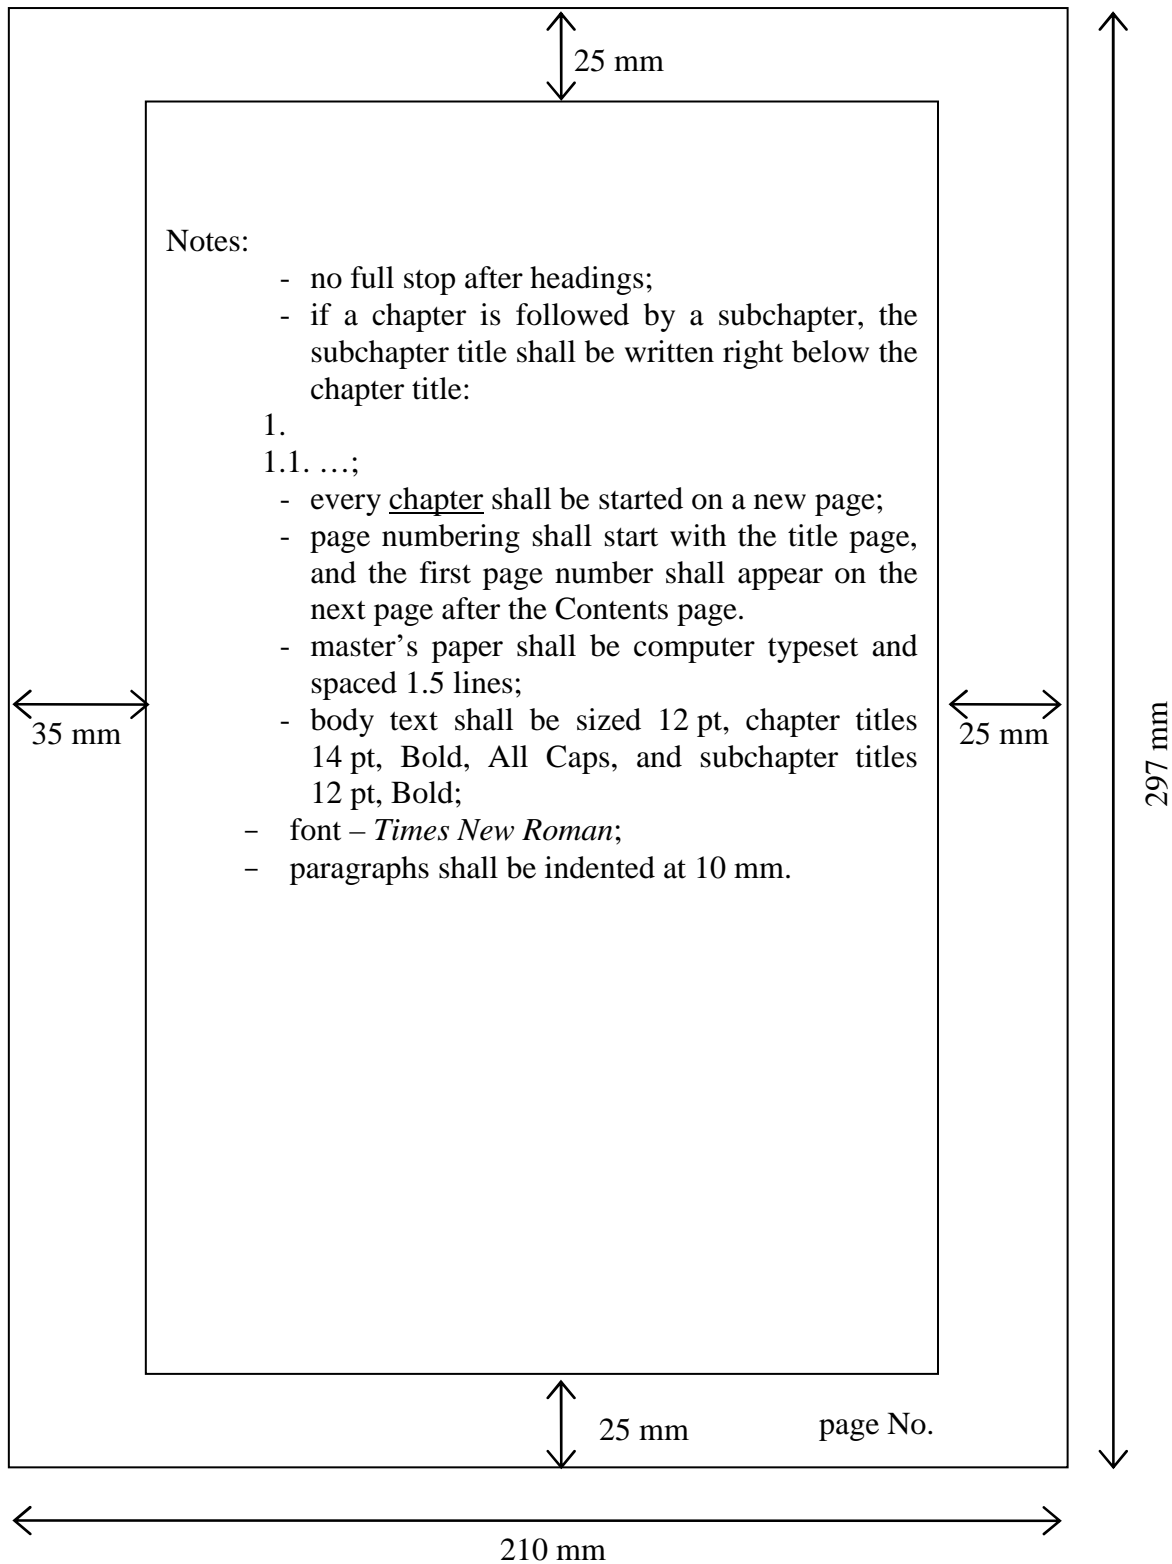 25 mm
Notes:
- no full stop after headings;
- if a chapter is followed by a subchapter, the
subchapter title shall be written right below the
chapter title:
1.
1.1. …;
- every chapter shall be started on a new page;
- page numbering shall start with the title page,
and the first page number shall appear on the
next page after the Contents page.
- master’s paper shall be computer typeset and
spaced 1.5 lines;
- body text shall be sized 12 pt, chapter titles
14 pt, Bold, All Caps, and subchapter titles
12 pt, Bold;
– font – Times New Roman;
– paragraphs shall be indented at 10 mm.
35 mm
25 mm
297 mm
25 mm
page No.
210 mm